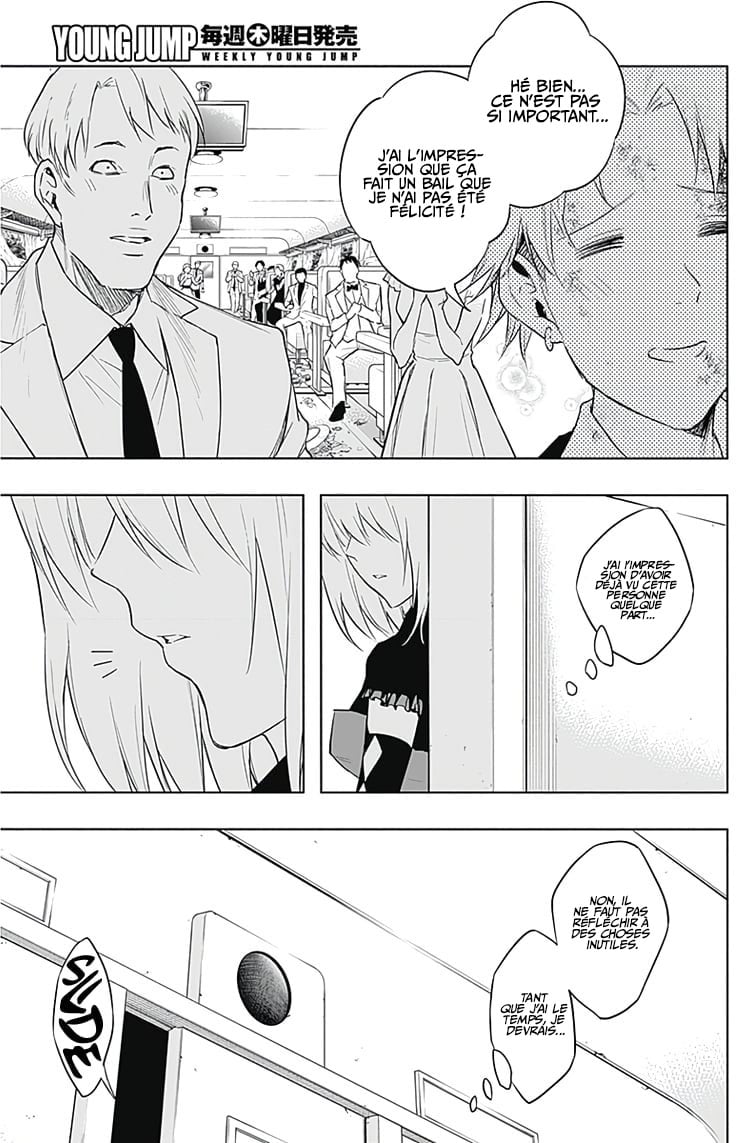 YOUNG JUMP 毎週木曜日発売
WEEKLY YOUNG JUMP
HÉ BIEN...
CE N'EST PAS
SI IMPORTANT...
J'AI L'IMPRES-
SION QUE ÇA
FAIT UN BAIL QUE
JE N'AI PAS ÉTÉ
FÉLICITÉ !
J'AI L'IMPRES-
SION D'AVOIR
DÉJÀ VU CETTE
PERSONNE
QUELQUE
PART...
NON, IL
NE FAUT PAS
RÉFLÉCHIR À
DES CHOSES
INUTILES.
TANT
QUE J'AI LE
TEMPS, JE
DEVRAIS...
SLIDE